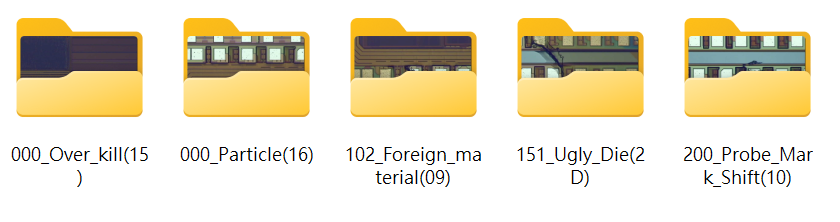 000_Over_kill(15
)
000_Particle(16)
102_Foreign_ma
terial(09)
151_Ugly_Die(2
D)
200_Probe_Mar
k_Shift(10)